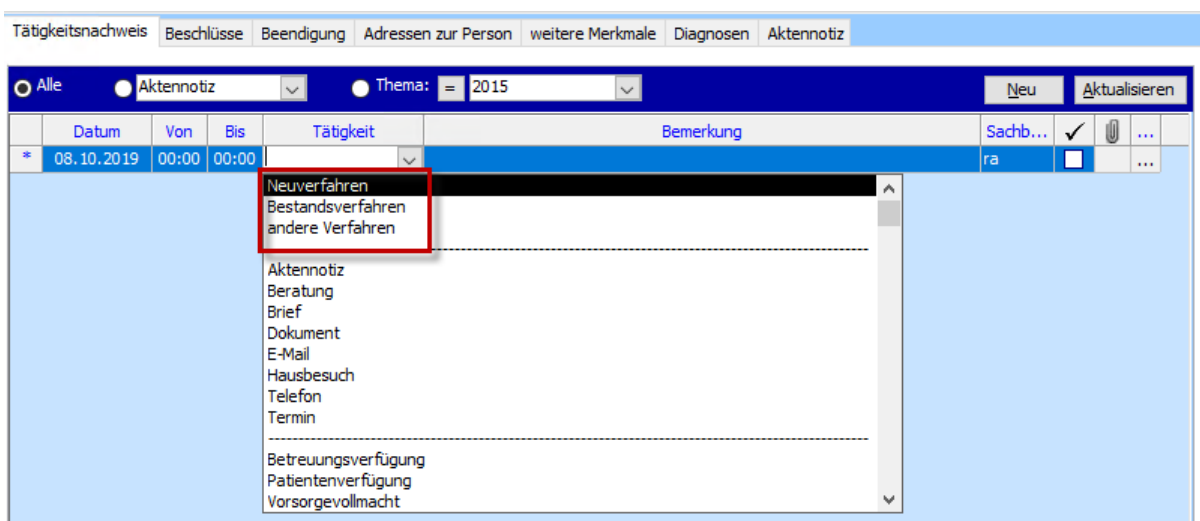 Tätigkeitsnachweis Beschlüsse Beendigung Adressen zur Person weitere Merkmale Diagnosen Aktennotiz
Alle Aktennotiz Thema: = 2015 Neu Aktualisieren
Datum Von Bis Tätigkeit Bemerkung Sachb... ✓ ...
* 08.10.2019 00:00 00:00 ra ...
Neuverfahren
Bestandsverfahren
andere Verfahren
Aktennotiz
Beratung
Brief
Dokument
E-Mail
Hausbesuch
Telefon
Termin
Betreuungsverfügung
Patientenverfügung
Vorsorgevollmacht